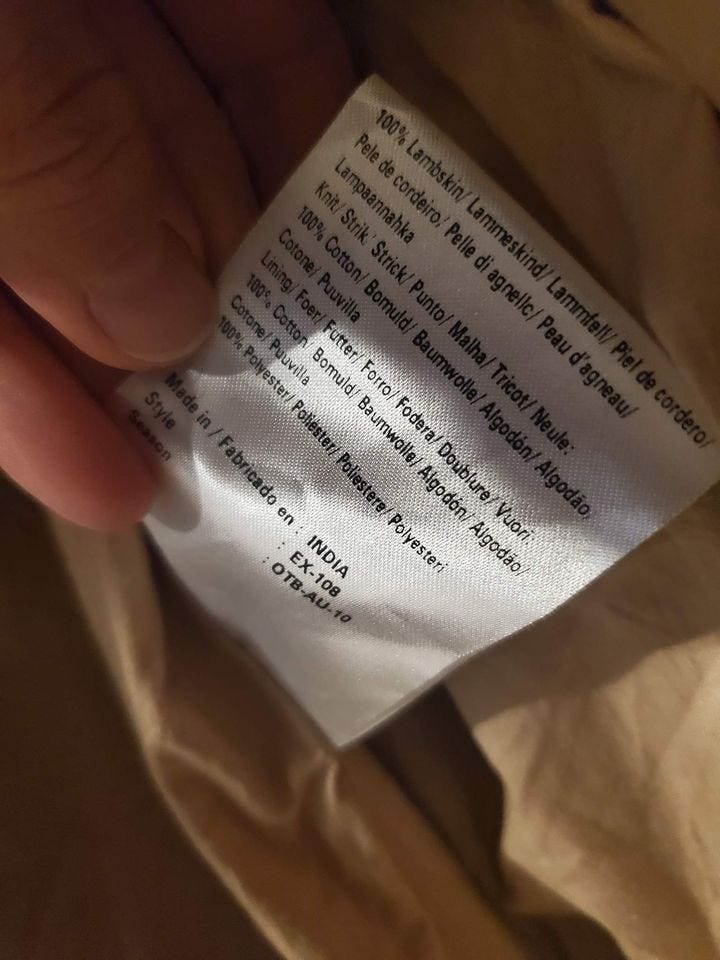 100% Lambskin/ Lammeskind/ Lammfell/ Piel de cordero/
Pele de cordeiro/ Pelle di agnello/ Peau d'agneau/
Lampaannahka
Knit/ Strik/ Strick/ Punto/ Malha/ Tricot/ Neule:
100% Cotton/ Bomuld/ Baumwolle/ Algodón/ Algodão/
Cotone/ Puuvilla
Lining/ Foer/ Futter/ Forro/ Fodera/ Doublure/ Vuori:
100% Cotton/ Bomuld/ Baumwolle/ Algodón/ Algodão/
Cotone/ Puuvilla
100% Polyester/ Poliester/ Poliestere/ Polyesteri
Made in / Fabricado en : INDIA
Style : EX-108
Season : OTB-AU-10